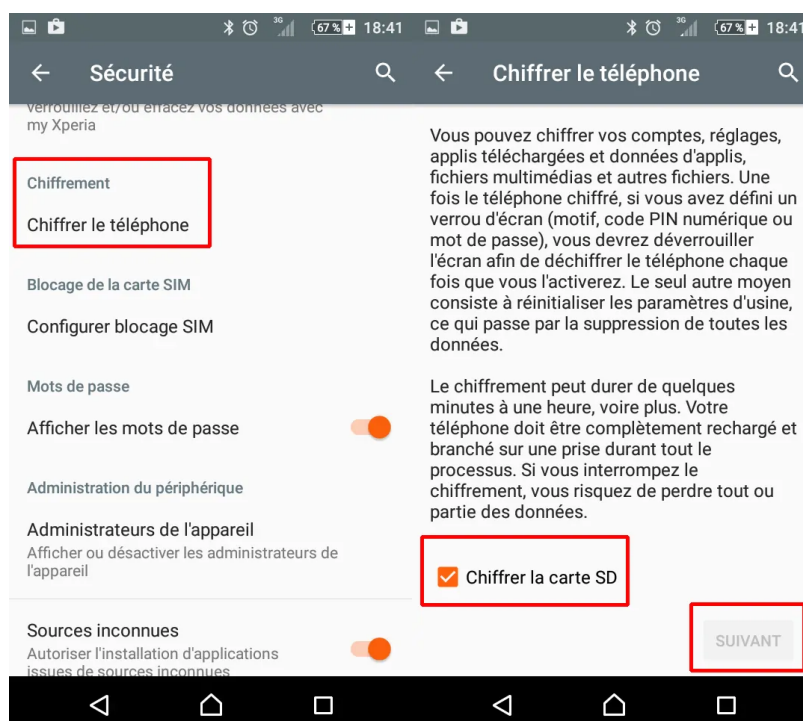 3G 67 % 18:41
Sécurité
verrouillez et/ou effacez vos données avec
my Xperia
Chiffrement
Chiffrer le téléphone
Blocage de la carte SIM
Configurer blocage SIM
Mots de passe
Afficher les mots de passe
Administration du périphérique
Administrateurs de l'appareil
Afficher ou désactiver les administrateurs de
l'appareil
Sources inconnues
Autoriser l'installation d'applications
issues de sources inconnues
3G 67 % 18:41
Chiffrer le téléphone
Vous pouvez chiffrer vos comptes, réglages,
applis téléchargées et données d'applis,
fichiers multimédias et autres fichiers. Une
fois le téléphone chiffré, si vous avez défini un
verrou d'écran (motif, code PIN numérique ou
mot de passe), vous devrez déverrouiller
l'écran afin de déchiffrer le téléphone chaque
fois que vous l'activerez. Le seul autre moyen
consiste à réinitialiser les paramètres d'usine,
ce qui passe par la suppression de toutes les
données.
Le chiffrement peut durer de quelques
minutes à une heure, voire plus. Votre
téléphone doit être complètement rechargé et
branché sur une prise durant tout le
processus. Si vous interrompez le
chiffrement, vous risquez de perdre tout ou
partie des données.
Chiffrer la carte SD
SUIVANT